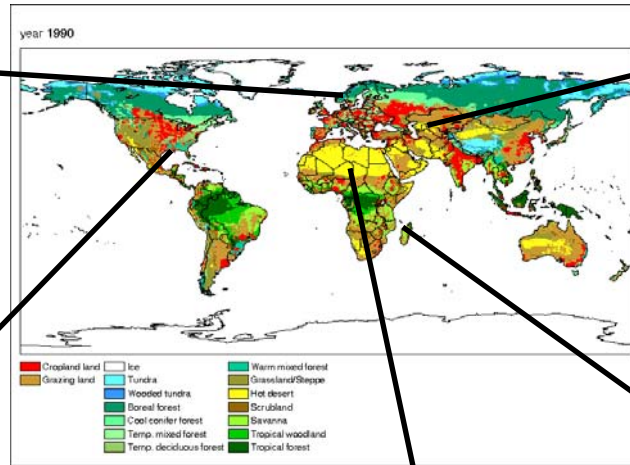 year 1990
Cropland land
Grazing land
Ice
Tundra
Wooded tundra
Boreal forest
Cool conifer forest
Temp. mixed forest
Temp. deciduous forest
Warm mixed forest
Grassland/Steppe
Hot desert
Scrubland
Savanna
Tropical woodland
Tropical forest